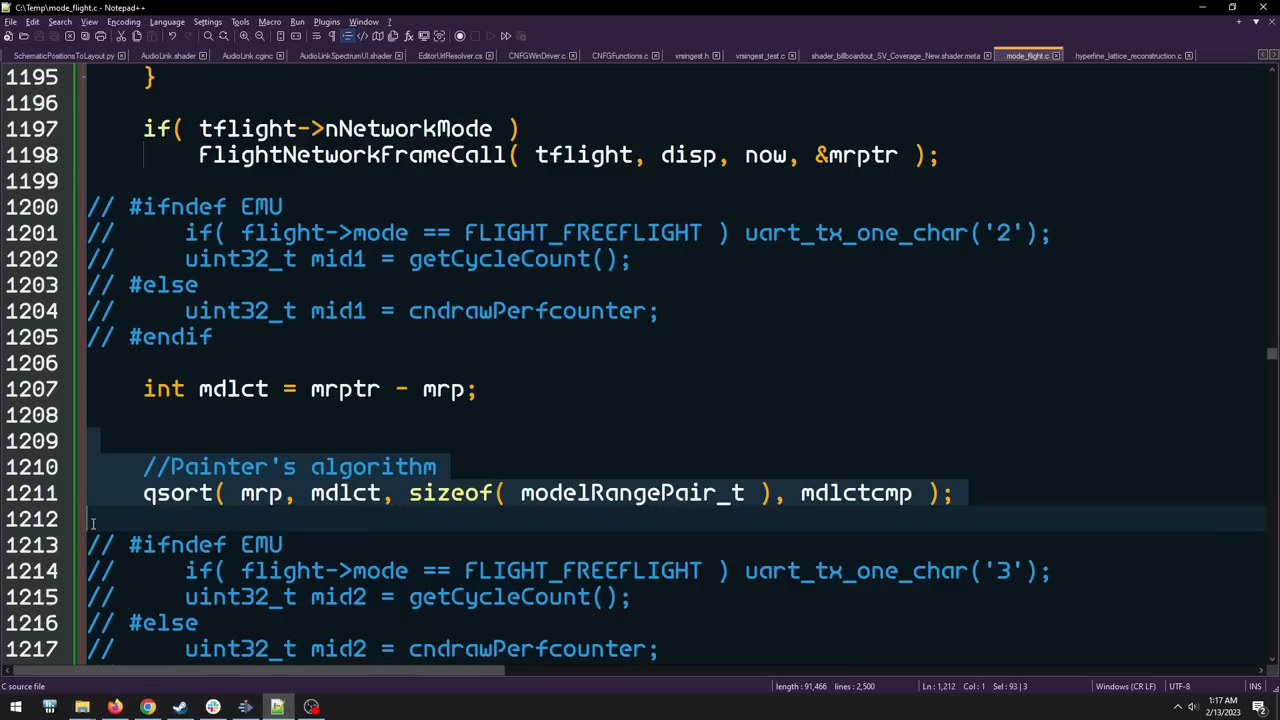 C:\Temp\mode_flight.c - Notepad++
File Edit Search View Encoding Language Settings Tools Macro Run Plugins Window ?
SchematicPositionsToLayout.py AudioLink.shader AudioLink.cginc AudioLinkSpectrumUI.shader EditorUrlResolver.cs CNFGWinDriver.c CNFGFunctions.c vrsingest.h vrsingest_test.c shader_billboardout_SV_Coverage_New.shader.meta mode_flight.c hyperfine_lattice_reconstruction.c
1195 }
1196
1197 if( tflight->nNetworkMode )
1198 FlightNetworkFrameCall( tflight, disp, now, &mrptr );
1199
1200 // #ifndef EMU
1201 // if( flight->mode == FLIGHT_FREEFLIGHT ) uart_tx_one_char('2');
1202 // uint32_t mid1 = getCycleCount();
1203 // #else
1204 // uint32_t mid1 = cndrawPerfcounter;
1205 // #endif
1206
1207 int mdlct = mrptr - mrp;
1208
1209
1210 //Painter's algorithm
1211 qsort( mrp, mdlct, sizeof( modelRangePair_t ), mdlctcmp );
1212
1213 // #ifndef EMU
1214 // if( flight->mode == FLIGHT_FREEFLIGHT ) uart_tx_one_char('3');
1215 // uint32_t mid2 = getCycleCount();
1216 // #else
1217 // uint32_t mid2 = cndrawPerfcounter;
C source file length : 91,466 lines : 2,500 Ln : 1,212 Col : 1 Sel : 93 | 3 Windows (CR LF) UTF-8 INS
1:17 AM
2/13/2023
2